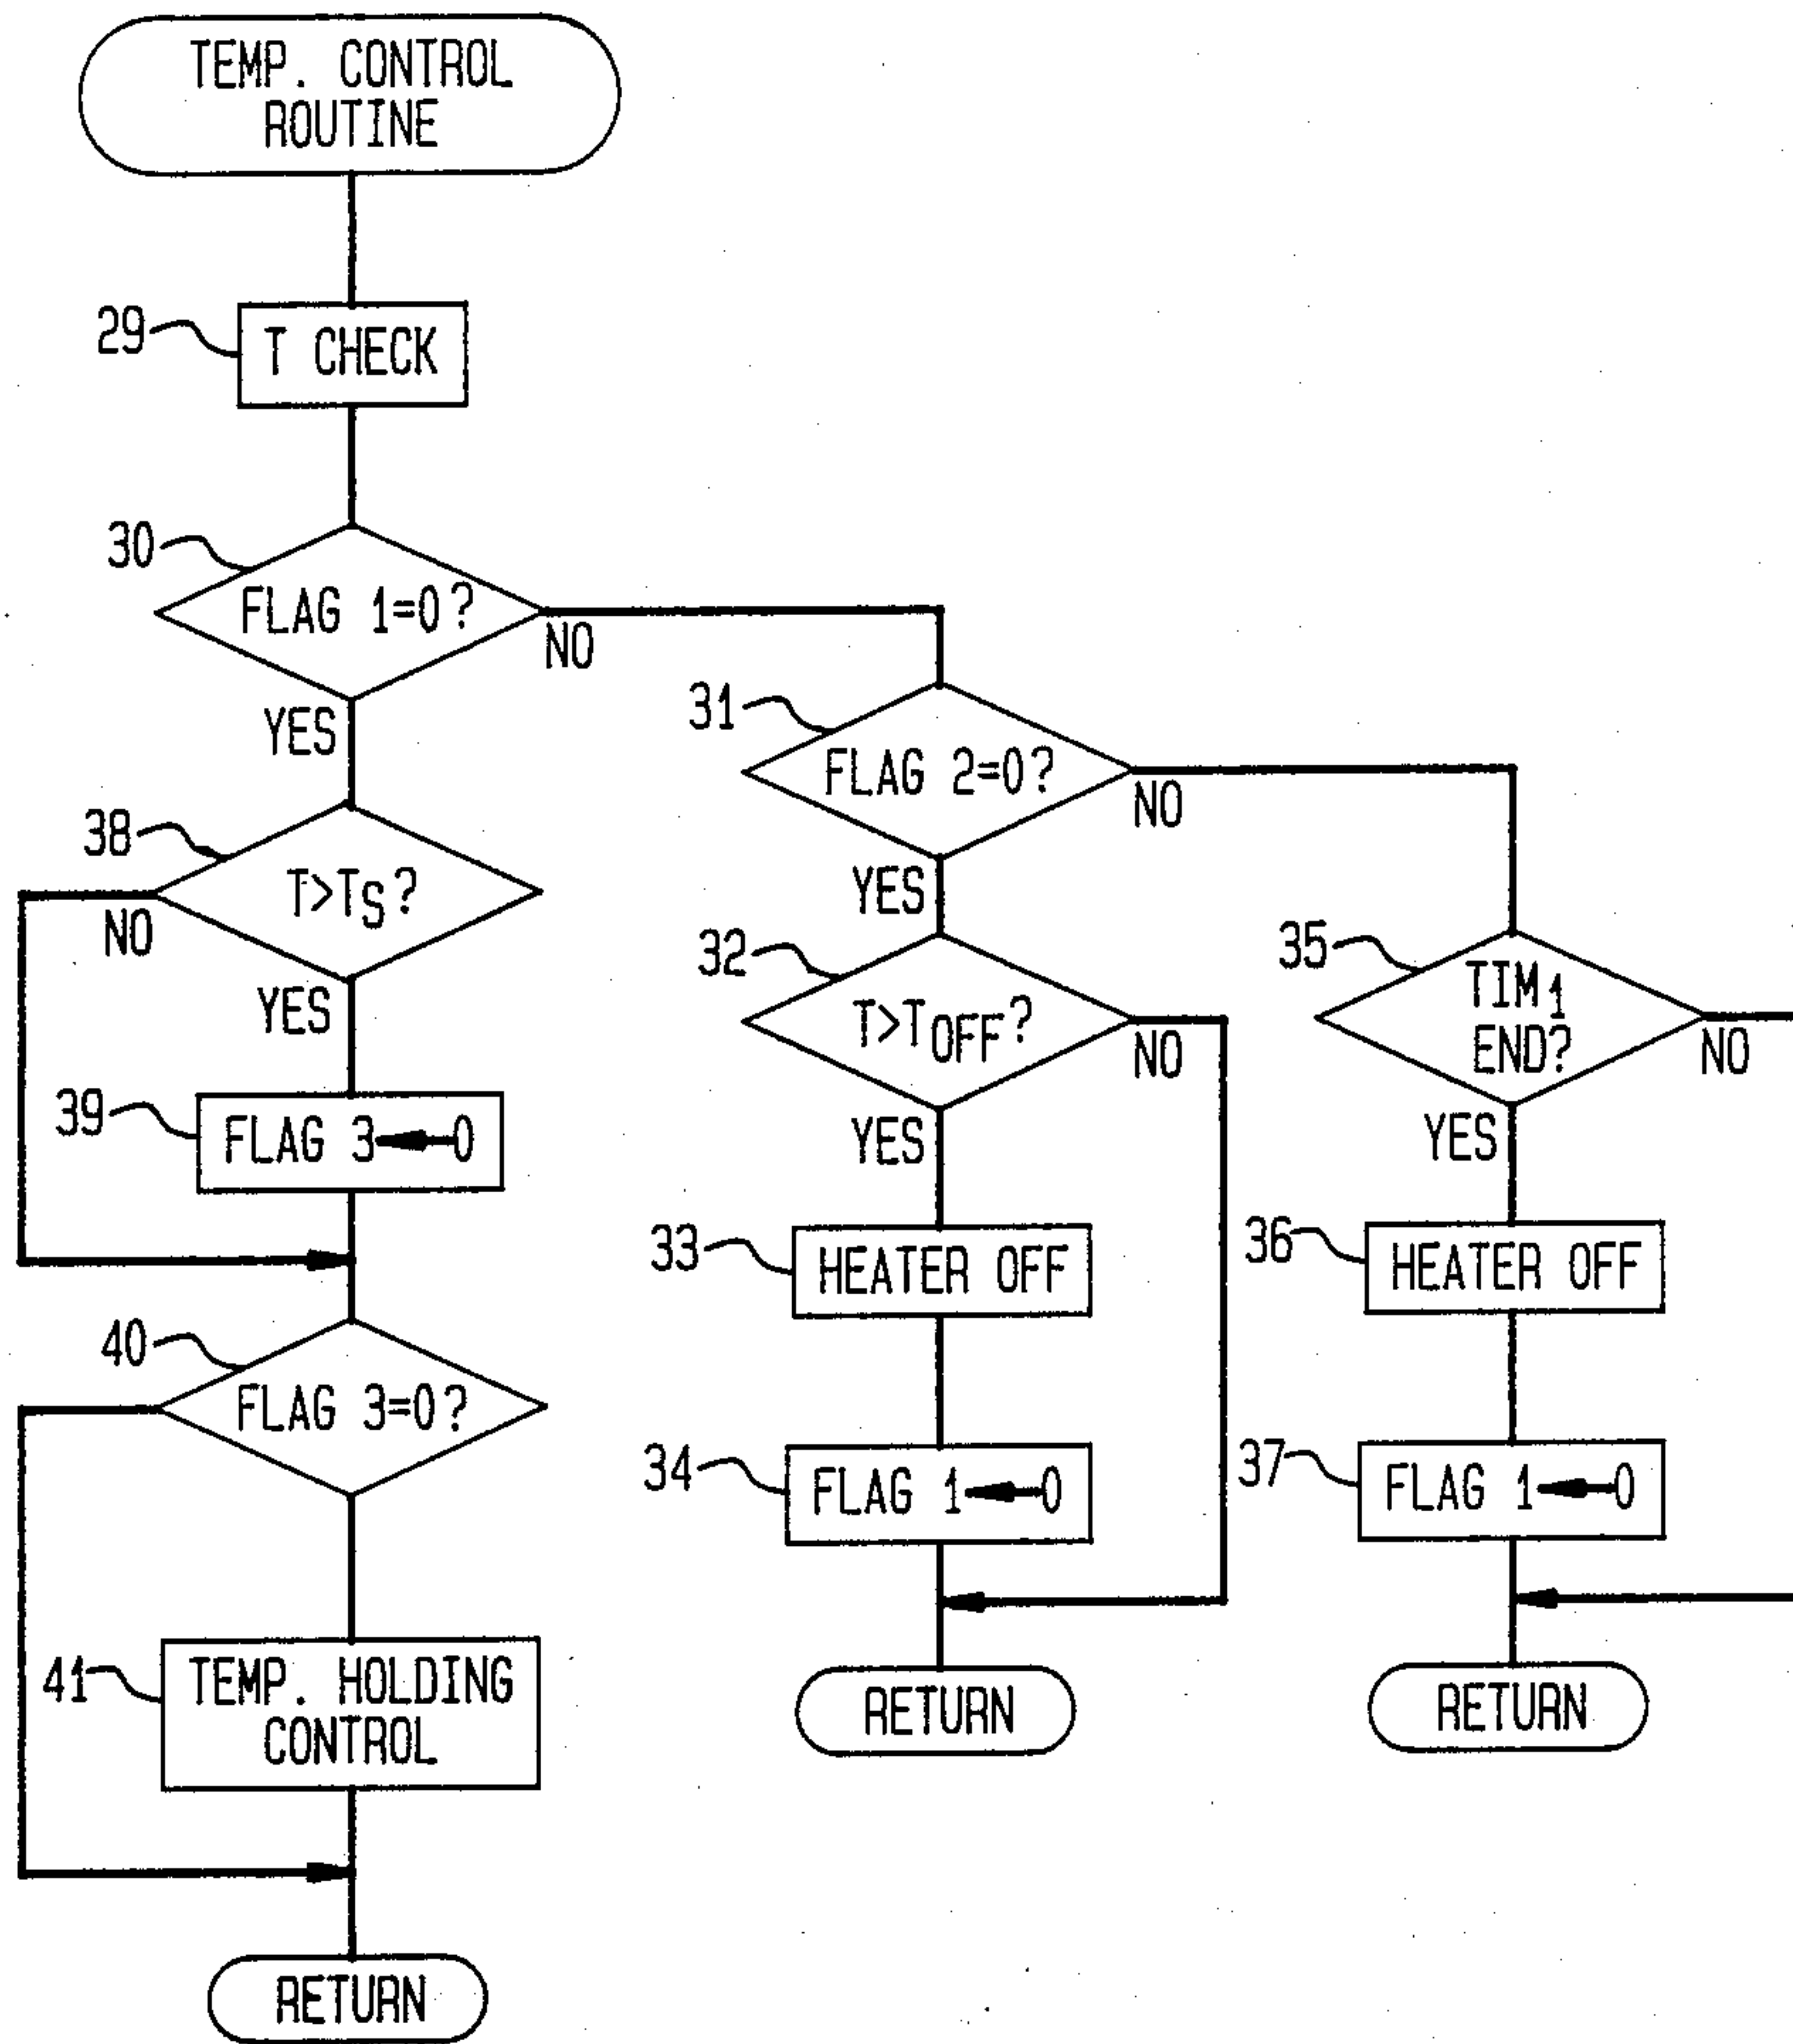 TEMP. CONTROL
ROUTINE
29
T CHECK
30
FLAG 1=0?
NO
YES
31
FLAG 2=0?
NO
YES
38
T>TS?
NO
YES
32
T>TOFF?
NO
YES
35
TIM1
END?
NO
YES
39
FLAG 3←0
33
HEATER OFF
36
HEATER OFF
40
FLAG 3=0?
34
FLAG 1←0
37
FLAG 1←0
41
TEMP. HOLDING
CONTROL
RETURN
RETURN
RETURN